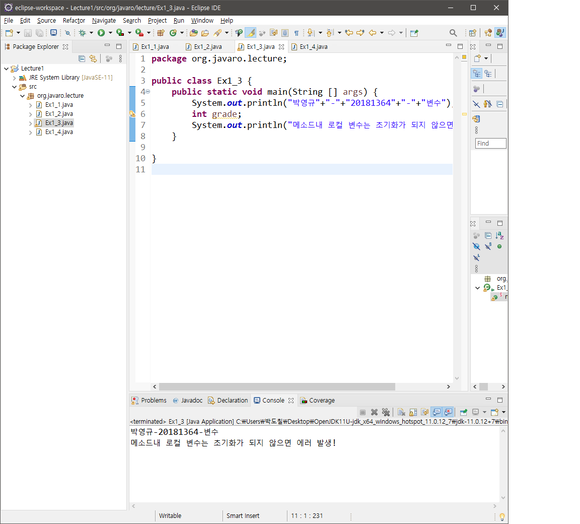 eclipse-workspace - Lecture1/src/org/javaro/lecture/Ex1_3.java - Eclipse IDE
File Edit Source Refactor Navigate Search Project Run Window Help
Package Explorer
Lecture1
JRE System Library [JavaSE-11]
src
org.javaro.lecture
Ex1_1.java
Ex1_2.java
Ex1_3.java
Ex1_4.java
Ex1_1.java Ex1_2.java Ex1_3.java Ex1_4.java
1 package org.javaro.lecture;
2
3 public class Ex1_3 {
4 public static void main(String [] args) {
5 System.out.println("박영규"+"-"+"20181364"+"-"+"변수")
6 int grade;
7 System.out.println("메소드내 로컬 변수는 초기화가 되지 않으면
8 }
9
10 }
11
Find
org.
Ex1_
Problems Javadoc Declaration Console Coverage
<terminated> Ex1_3 [Java Application] C:₩Users₩박도칠₩Desktop₩OpenJDK11U-jdk_x64_windows_hotspot_11.0.12_7₩jdk-11.0.12+7₩bin
박영규-20181364-변수
메소드내 로컬 변수는 초기화가 되지 않으면 에러 발생!
Writable Smart Insert 11 : 1 : 231